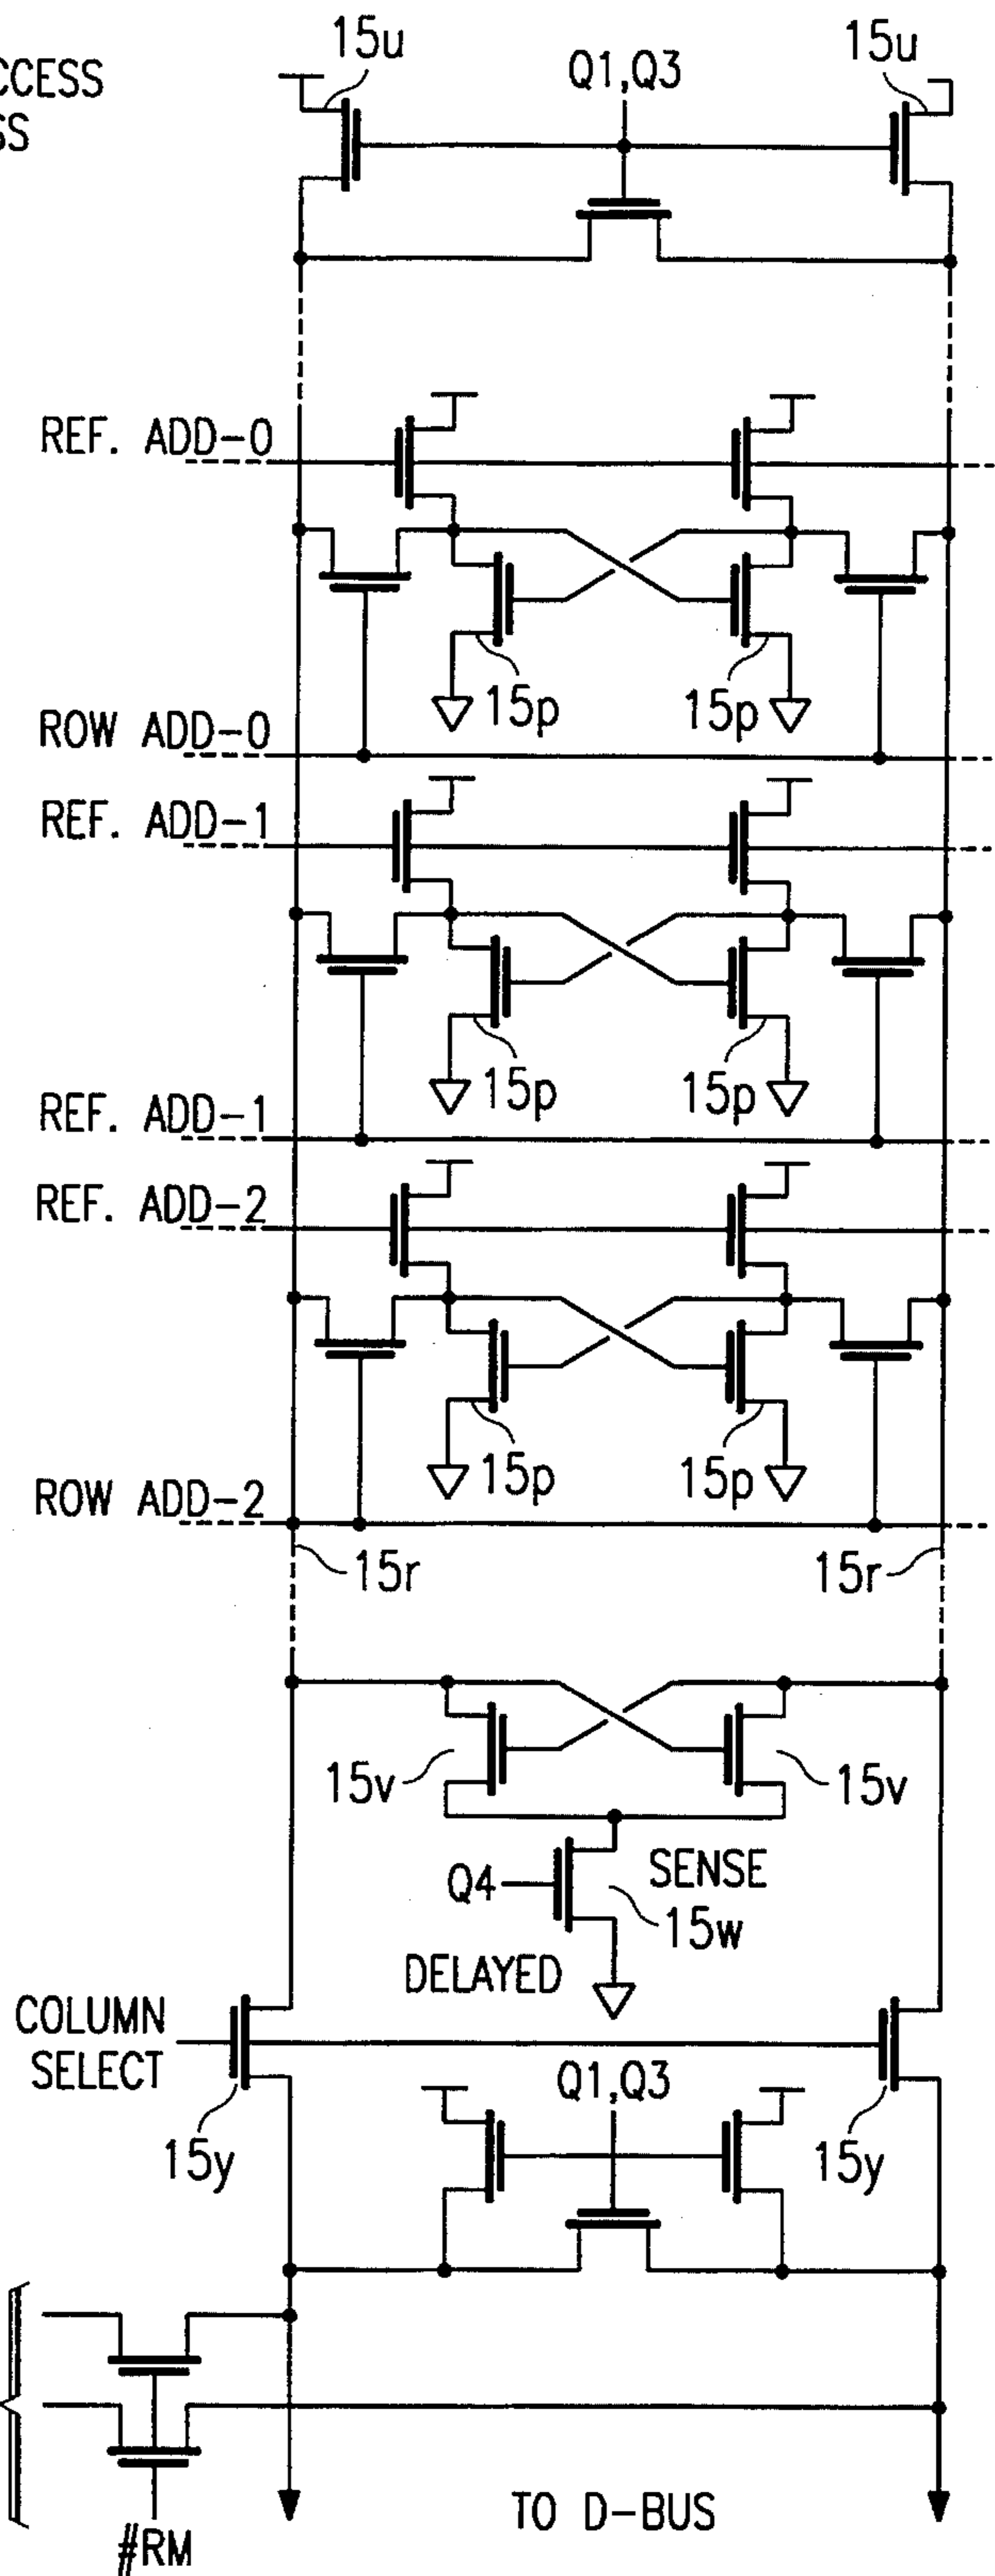 15u
15u
CCESS
SS
Q1,Q3
REF. ADD-0
15p
15p
ROW ADD-0
REF. ADD-1
15p
15p
REF. ADD-1
REF. ADD-2
15p
15p
ROW ADD-2
15r
15r
15v
15v
Q4
SENSE
15w
DELAYED
COLUMN
SELECT
Q1,Q3
15y
15y
TO D-BUS
#RM